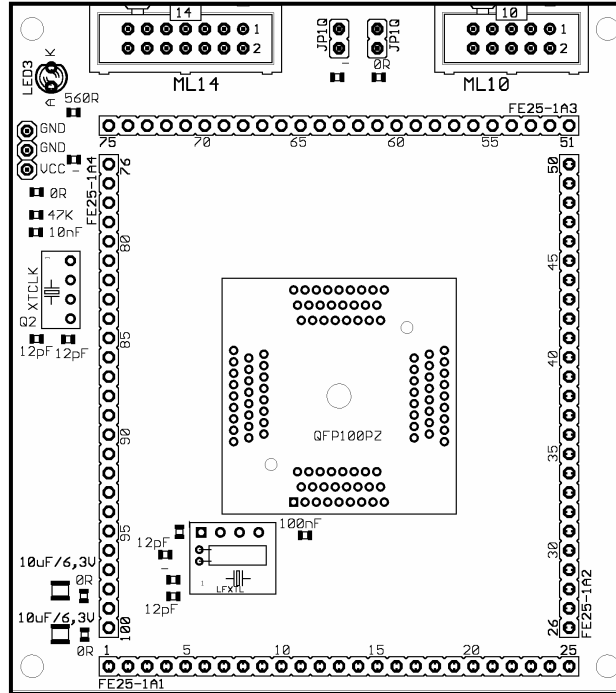 14
10
1
2
1
2
JP1Q
JP1Q
K
LED3
A
ML14
-
0R
ML10
560R
FE25-1A3
GND
GND
VCC
-
75
70
65
60
55
51
FE25-1A4
76
50
0R
47K
10nF
80
45
XTCLK
Q2
85
12pF
12pF
40
QFP100PZ
90
35
95
12pF
100nF
30
-
10uF/6,3V
0R
1
LFXTL
12pF
10uF/6,3V
0R
100
26
FE25-1A2
1
5
10
15
20
25
FE25-1A1